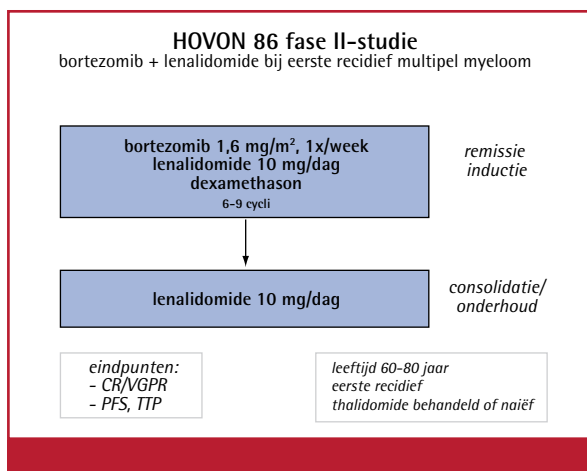 HOVON 86 fase II-studie
bortezomib + lenalidomide bij eerste recidief multipel myeloom
bortezomib 1,6 mg/m², 1x/week
lenalidomide 10 mg/dag
dexamethason
6-9 cycli
remissie
inductie
lenalidomide 10 mg/dag
consolidatie/
onderhoud
eindpunten:
- CR/VGPR
- PFS, TTP
leeftijd 60-80 jaar
eerste recidief
thalidomide behandeld of naiëf